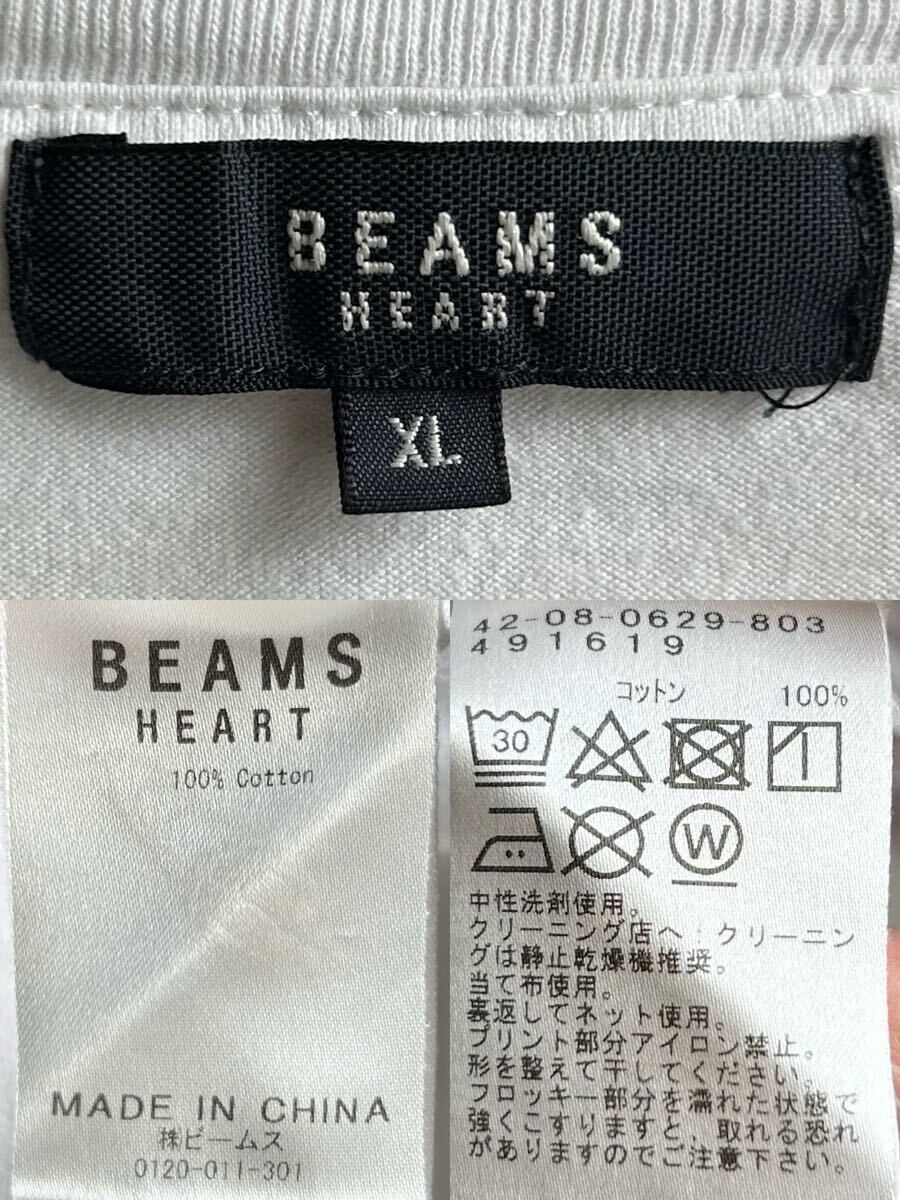 BEAMS
HEART
XL
BEAMS
HEART
100% Cotton
MADE IN CHINA
㈱ビームス
0120-011-301
42-08-0629-803
491619
コットン 100%
30
W
中性洗剤使用。
クリーニング店へ：クリーニン
グは静止乾燥機推奨。
当て布使用。
裏返してネット使用。
プリント部分アイロン禁止。
形を整えて干してください。
フロッキー部分を濡れた状態で
強くこすりますと、取れる恐れ
がありますのでご注意下さい。